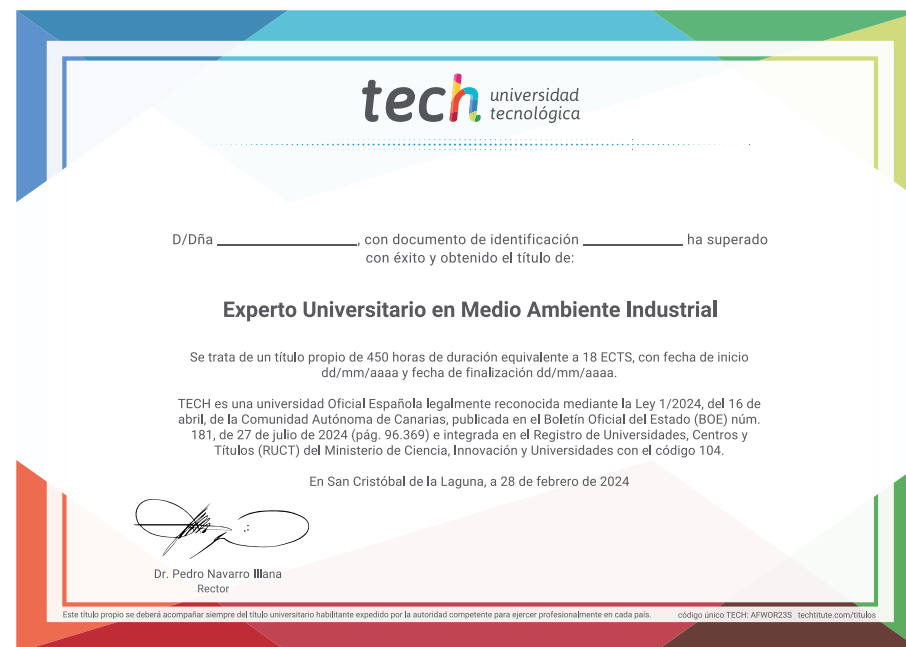 tech universidad
tecnológica
D/Dña ____________________, con documento de identificación ______________ ha superado
con éxito y obtenido el título de:
Experto Universitario en Medio Ambiente Industrial
Se trata de un título propio de 450 horas de duración equivalente a 18 ECTS, con fecha de inicio
dd/mm/aaaa y fecha de finalización dd/mm/aaaa.
TECH es una universidad Oficial Española legalmente reconocida mediante la Ley 1/2024, del 16 de
abril, de la Comunidad Autónoma de Canarias, publicada en el Boletín Oficial del Estado (BOE) núm.
181, de 27 de julio de 2024 (pág. 96.369) e integrada en el Registro de Universidades, Centros y
Títulos (RUCT) del Ministerio de Ciencia, Innovación y Universidades con el código 104.
En San Cristóbal de la Laguna, a 28 de febrero de 2024
Dr. Pedro Navarro Illana
Rector
Este título propio se deberá acompañar siempre del título universitario habilitante expedido por la autoridad competente para ejercer profesionalmente en cada país.
código único TECH: AFWOR23S techtitute.com/titulos